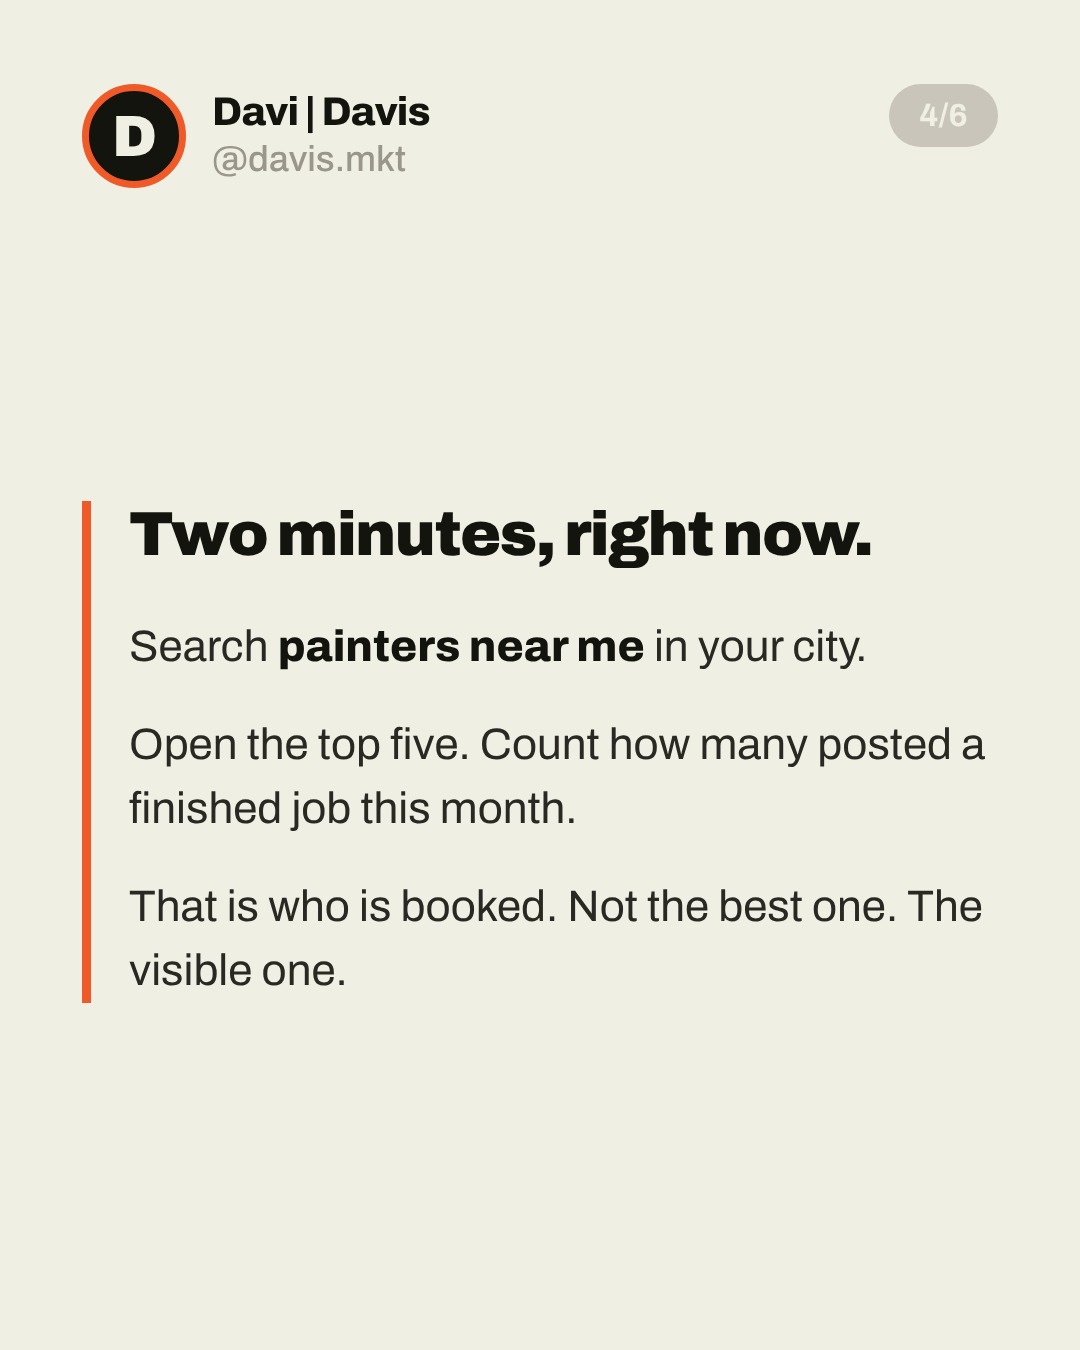 D
Davi | Davis
@davis.mkt
4/6
Two minutes, right now.
Search painters near me in your city.
Open the top five. Count how many posted a
finished job this month.
That is who is booked. Not the best one. The
visible one.